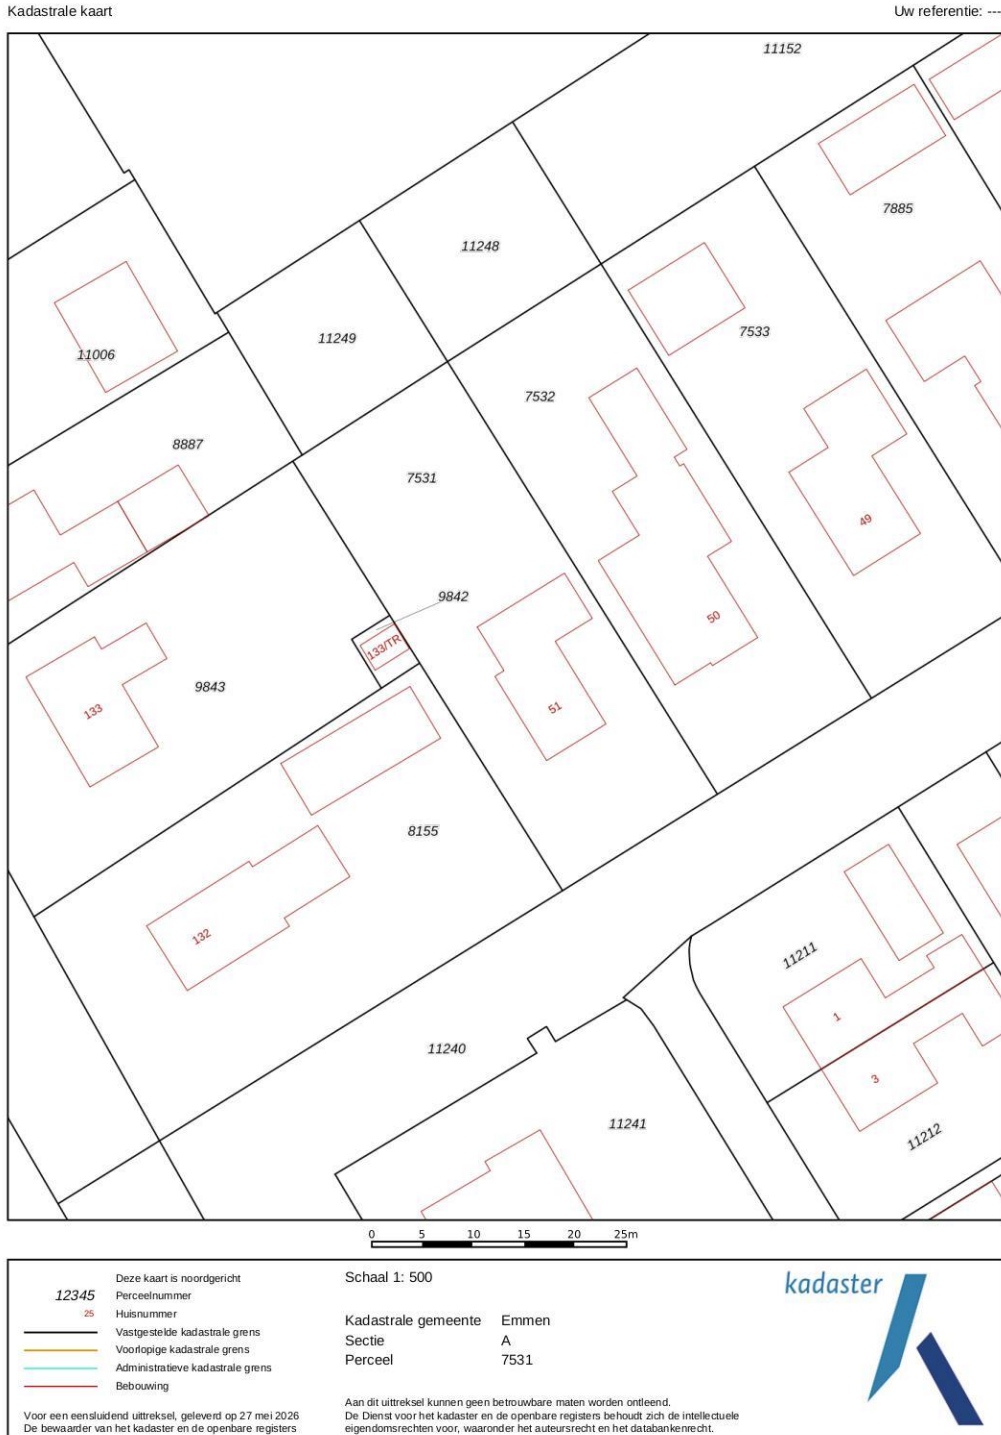 Kadastrale kaart
Uw referentie: ---
11152
7885
11248
11249
7533
11006
7532
8887
7531
49
9842
133/TR
50
9843
133
51
8155
132
11211
1
11240
3
11241
11212
0 5 10 15 20 25m
Deze kaart is noordgericht
12345 Perceelnummer
25 Huisnummer
Vastgestelde kadastrale grens
Voorlopige kadastrale grens
Administratieve kadastrale grens
Bebouwing
Voor een eensluidend uittreksel, geleverd op 27 mei 2026
De bewaarder van het kadaster en de openbare registers
Schaal 1: 500
Kadastrale gemeente Emmen
Sectie A
Perceel 7531
Aan dit uittreksel kunnen geen betrouwbare maten worden ontleend.
De Dienst voor het kadaster en de openbare registers behoudt zich de intellectuele
eigendomsrechten voor, waaronder het auteursrecht en het databankenrecht.
kadaster